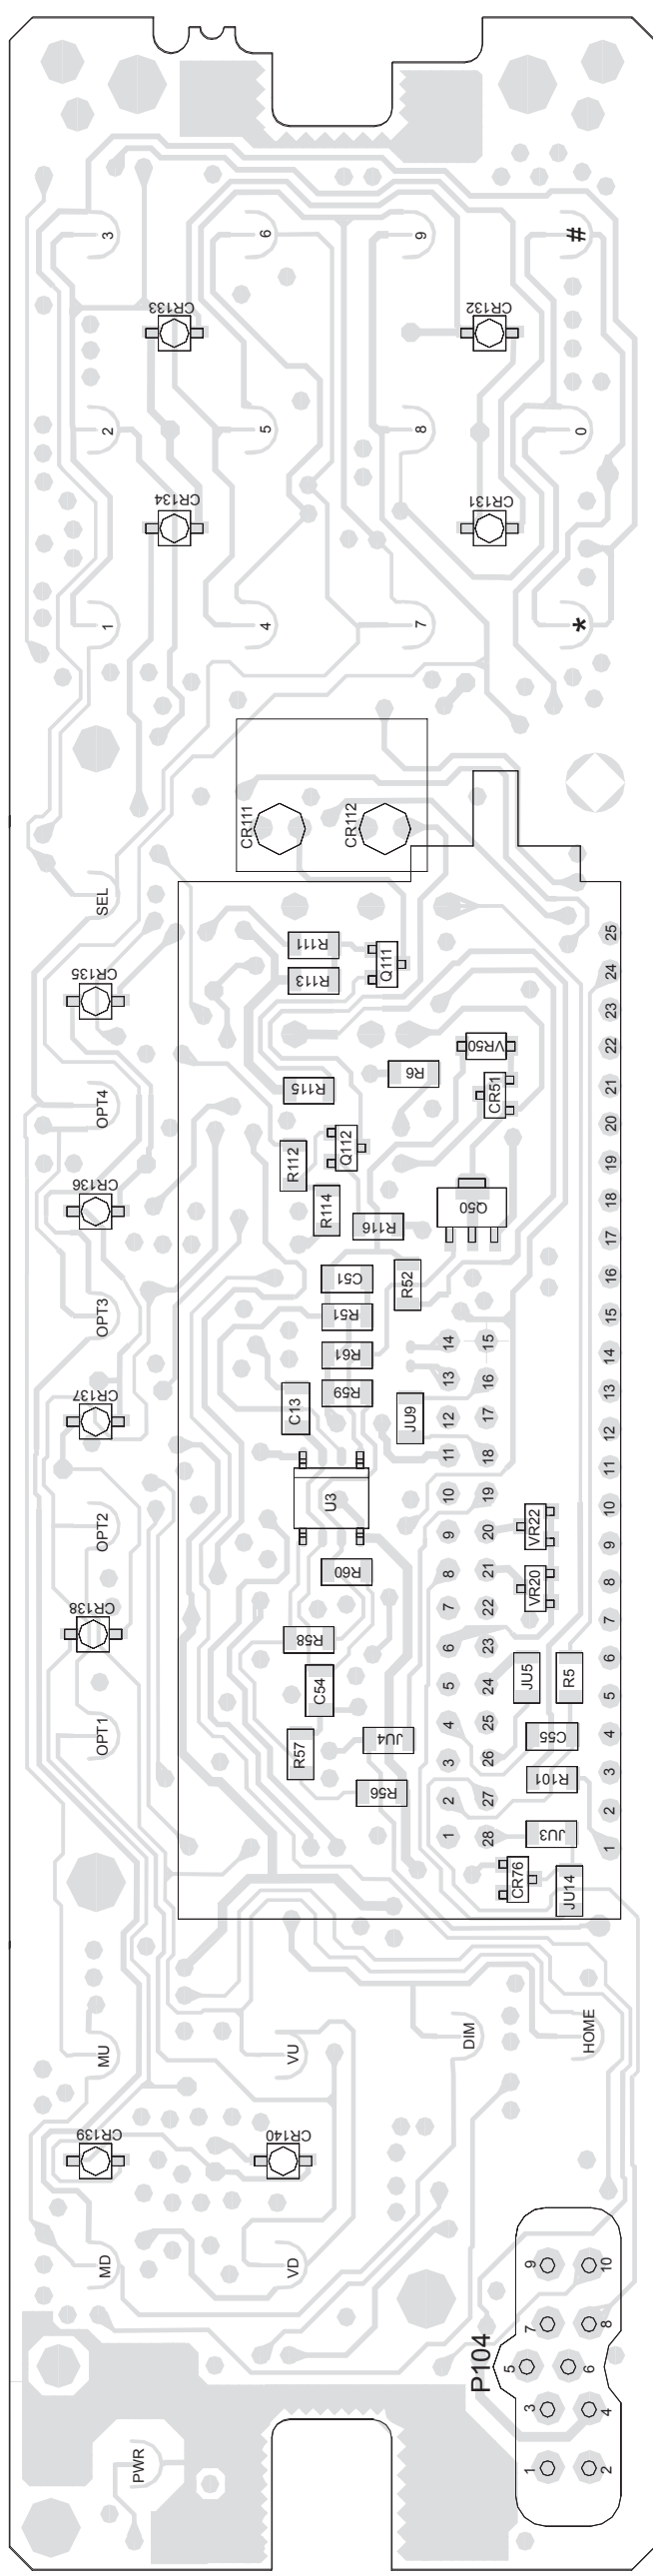 3
6
9
#
CR133
CR132
2
5
8
0
CR134
CR131
1
4
7
*
CR111
CR112
SEL
CR135
OPT4
CR136
OPT3
CR137
OPT2
CR138
OPT1
R111
R113
Q111
VR50
R6
CR51
R115
Q112
R112
R114
R116
Q50
C51
R52
R51
R61
R59
C13
JU9
U3
R60
R58
C54
R57
JU4
R56
VR22
VR20
JU5
R5
C55
R101
JU3
CR76
JU14
14
13
12
11
10
9
8
7
6
5
4
3
2
1
15
16
17
18
19
20
21
22
23
24
25
26
27
28
25
24
23
22
21
20
19
18
17
16
15
14
13
12
11
10
9
8
7
6
5
4
3
2
1
MU
VU
DIM
HOME
CR139
CR140
MD
VD
PWR
P104
9
10
7
8
5
6
3
4
1
2